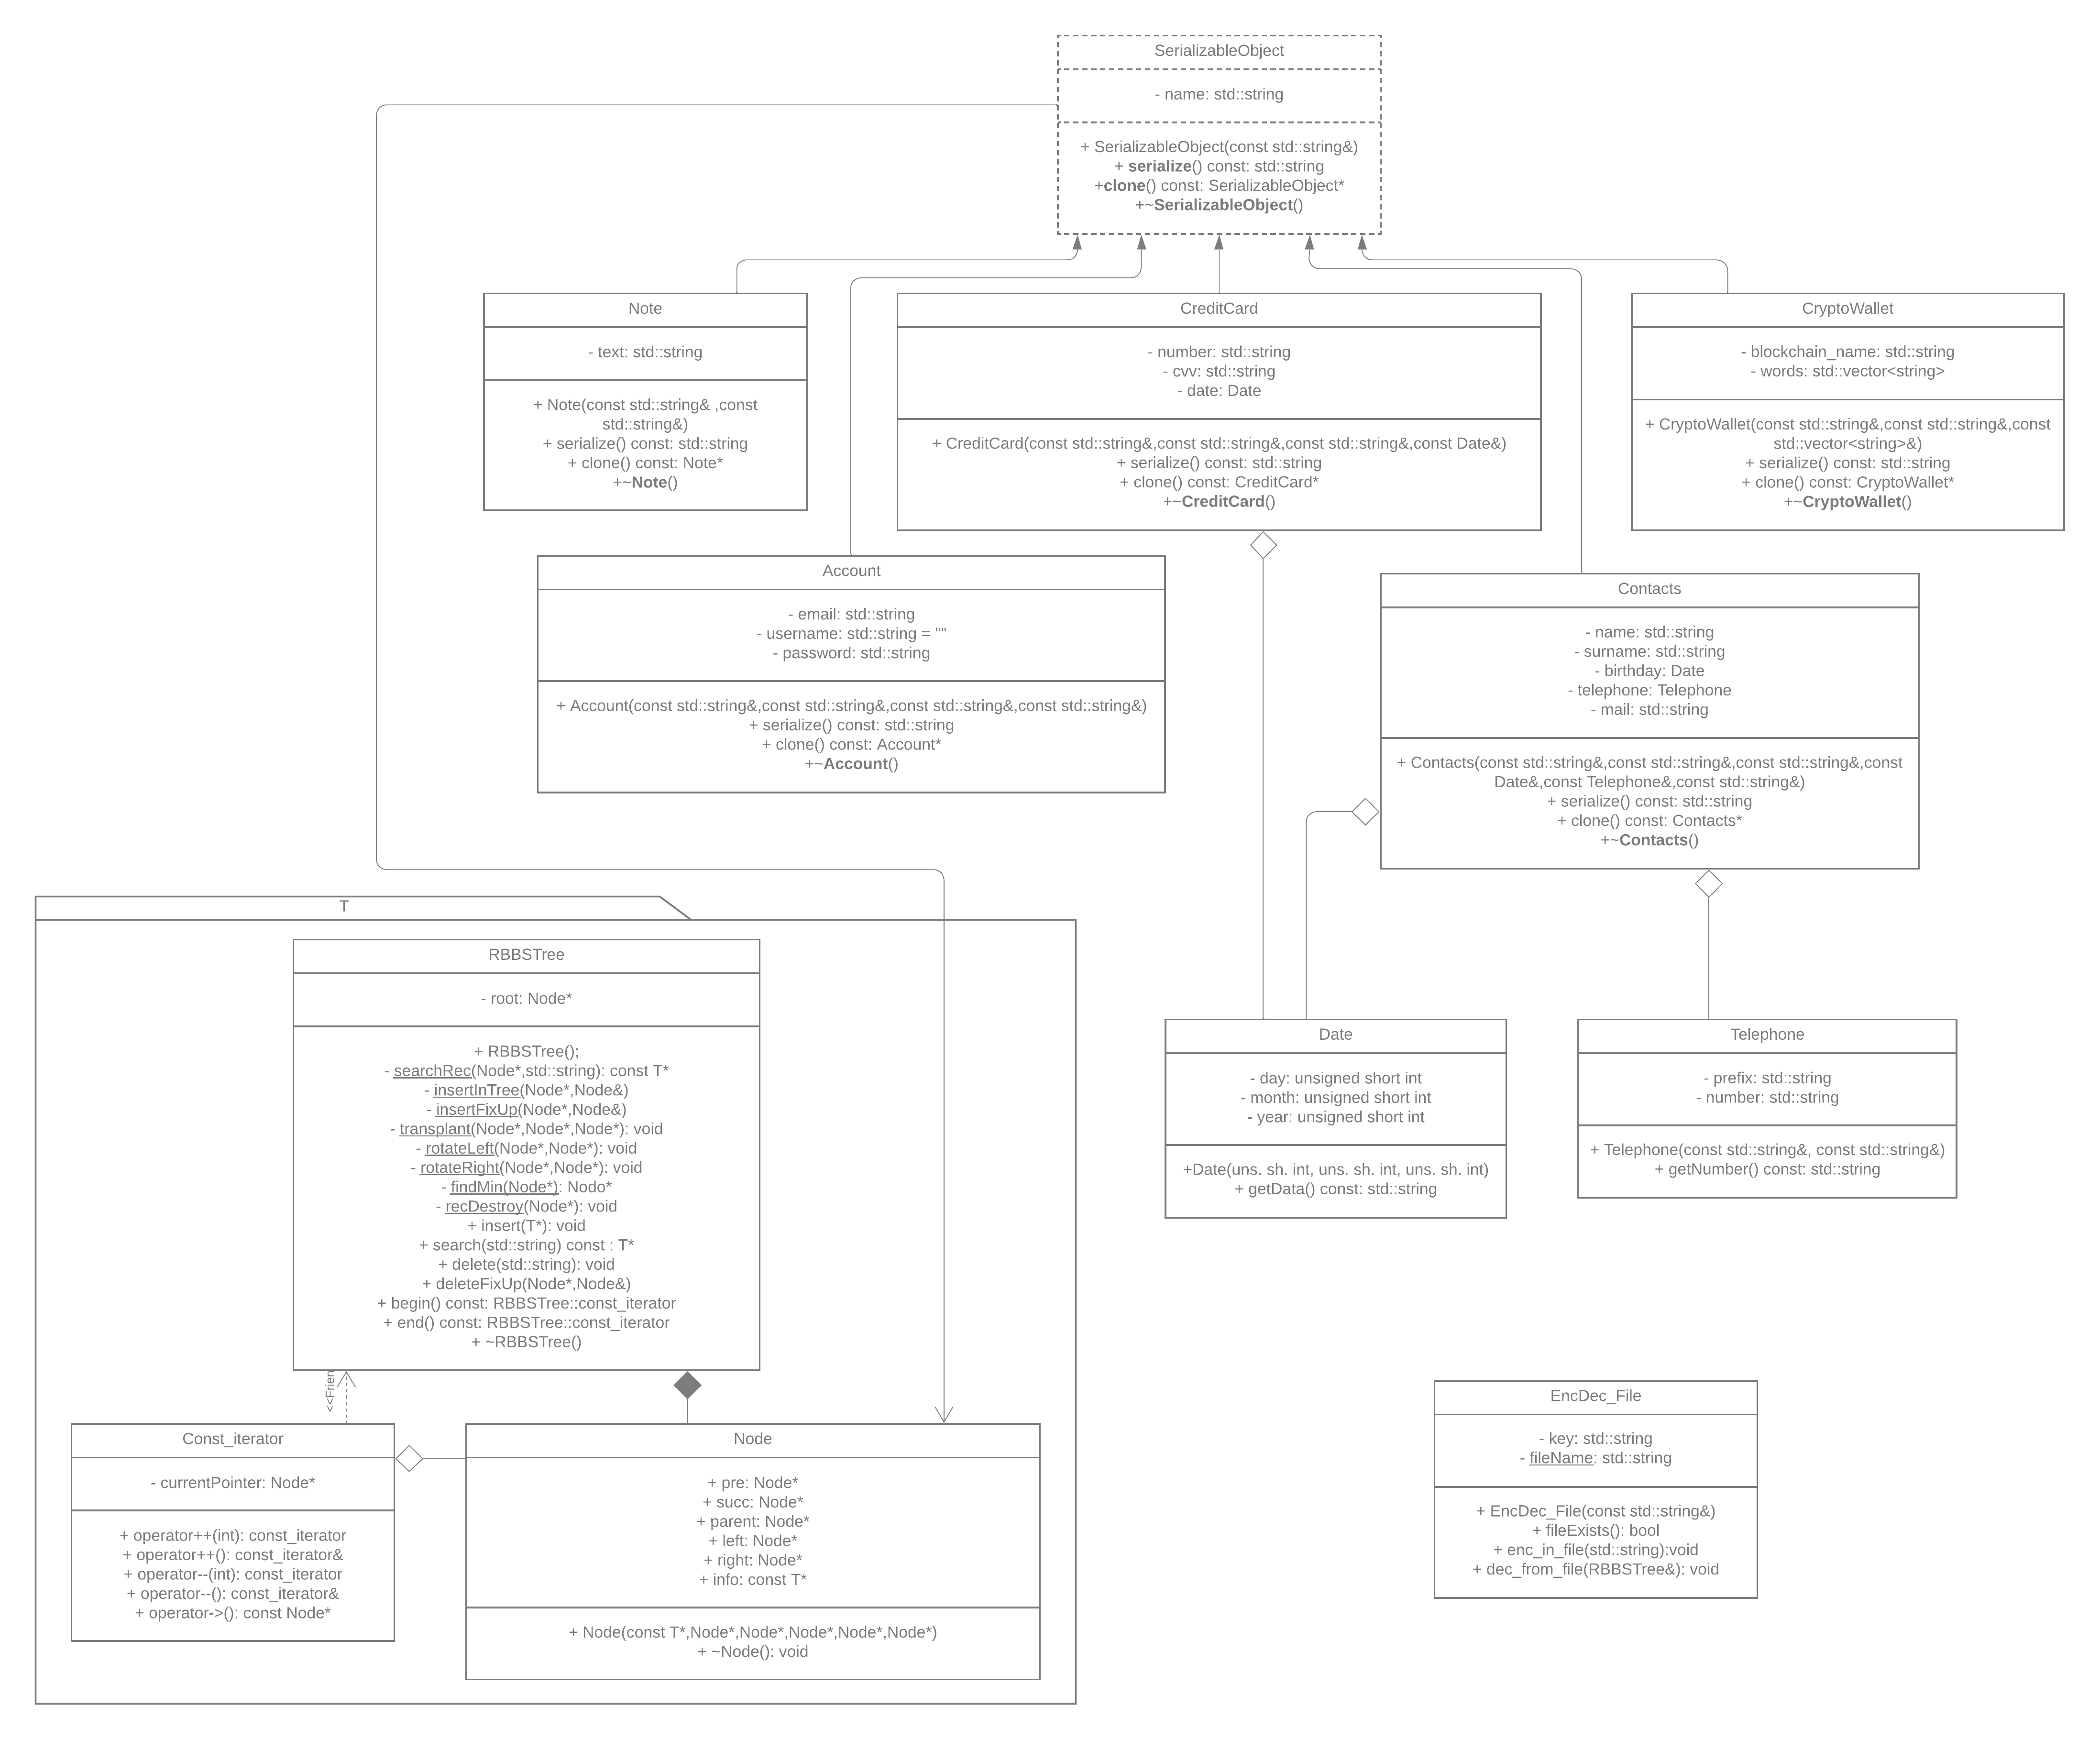 SerializableObject
- name: std::string
+ SerializableObject(const std::string&)
+ serialize() const: std::string
+clone() const: SerializableObject*
+~SerializableObject()
Note
- text: std::string
+ Note(const std::string& ,const
std::string&)
+ serialize() const: std::string
+ clone() const: Note*
+~Note()
CreditCard
- number: std::string
- cvv: std::string
- date: Date
+ CreditCard(const std::string&,const std::string&,const std::string&,const Date&)
+ serialize() const: std::string
+ clone() const: CreditCard*
+~CreditCard()
CryptoWallet
- blockchain_name: std::string
- words: std::vector<string>
+ CryptoWallet(const std::string&,const std::string&,const
std::vector<string>&)
+ serialize() const: std::string
+ clone() const: CryptoWallet*
+~CryptoWallet()
Account
- email: std::string
- username: std::string = ""
- password: std::string
+ Account(const std::string&,const std::string&,const std::string&,const std::string&)
+ serialize() const: std::string
+ clone() const: Account*
+~Account()
Contacts
- name: std::string
- surname: std::string
- birthday: Date
- telephone: Telephone
- mail: std::string
+ Contacts(const std::string&,const std::string&,const std::string&,const
Date&,const Telephone&,const std::string&)
+ serialize() const: std::string
+ clone() const: Contacts*
+~Contacts()
T
RBBSTree
- root: Node*
+ RBBSTree();
- searchRec(Node*,std::string): const T*
- insertInTree(Node*,Node&)
- insertFixUp(Node*,Node&)
- transplant(Node*,Node*,Node*): void
- rotateLeft(Node*,Node*): void
- rotateRight(Node*,Node*): void
- findMin(Node*): Nodo*
- recDestroy(Node*): void
+ insert(T*): void
+ search(std::string) const : T*
+ delete(std::string): void
+ deleteFixUp(Node*,Node&)
+ begin() const: RBBSTree::const_iterator
+ end() const: RBBSTree::const_iterator
+ ~RBBSTree()
<<Frien
Const_iterator
- currentPointer: Node*
+ operator++(int): const_iterator
+ operator++(): const_iterator&
+ operator--(int): const_iterator
+ operator--(): const_iterator&
+ operator->(): const Node*
Node
+ pre: Node*
+ succ: Node*
+ parent: Node*
+ left: Node*
+ right: Node*
+ info: const T*
+ Node(const T*,Node*,Node*,Node*,Node*,Node*)
+ ~Node(): void
Date
- day: unsigned short int
- month: unsigned short int
- year: unsigned short int
+Date(uns. sh. int, uns. sh. int, uns. sh. int)
+ getData() const: std::string
Telephone
- prefix: std::string
- number: std::string
+ Telephone(const std::string&, const std::string&)
+ getNumber() const: std::string
EncDec_File
- key: std::string
- fileName: std::string
+ EncDec_File(const std::string&)
+ fileExists(): bool
+ enc_in_file(std::string):void
+ dec_from_file(RBBSTree&): void